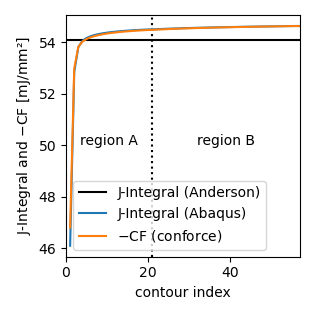 J-Integral and −CF [mJ/mm²]
54
52
50
48
46
region A
region B
J-Integral (Anderson)
J-Integral (Abaqus)
−CF (conforce)
0
20
40
contour index